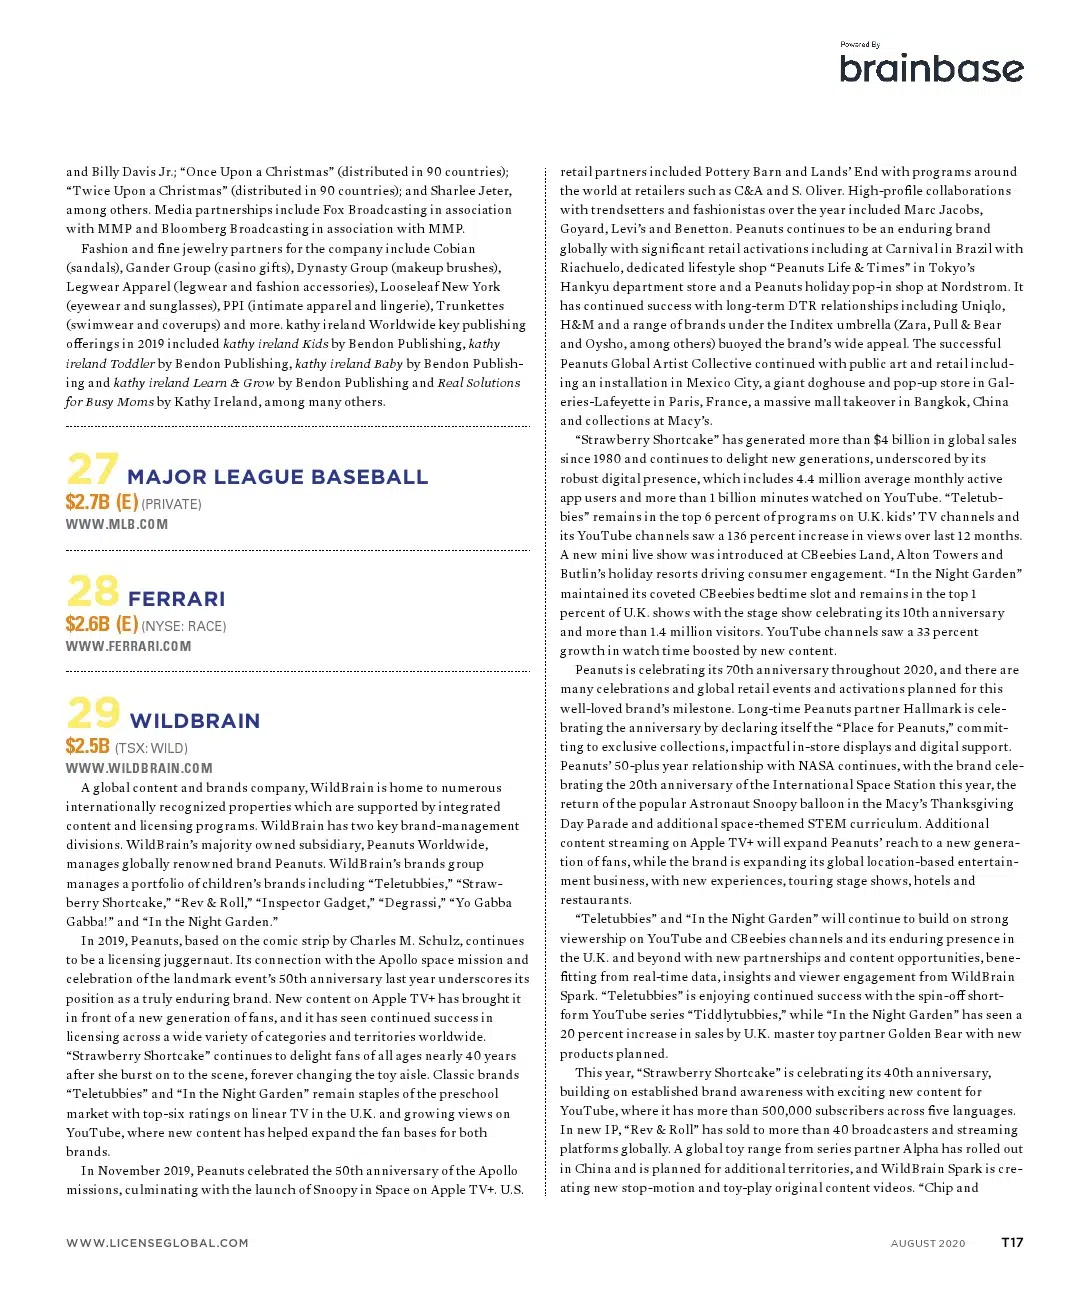 Powered By
brainbase
and Billy Davis Jr.; “Once Upon a Christmas” (distributed in 90 countries);
“Twice Upon a Christmas” (distributed in 90 countries); and Sharlee Jeter,
among others. Media partnerships include Fox Broadcasting in association
with MMP and Bloomberg Broadcasting in association with MMP.
Fashion and fine jewelry partners for the company include Cobian
(sandals), Gander Group (casino gifts), Dynasty Group (makeup brushes),
Legwear Apparel (legwear and fashion accessories), Looseleaf New York
(eyewear and sunglasses), PPI (intimate apparel and lingerie), Trunkettes
(swimwear and coverups) and more. kathy ireland Worldwide key publishing
offerings in 2019 included kathy ireland Kids by Bendon Publishing, kathy
ireland Toddler by Bendon Publishing, kathy ireland Baby by Bendon Publish-
ing and kathy ireland Learn & Grow by Bendon Publishing and Real Solutions
for Busy Moms by Kathy Ireland, among many others.
27 MAJOR LEAGUE BASEBALL
$2.7B (E) (PRIVATE)
WWW.MLB.COM
28 FERRARI
$2.6B (E) (NYSE: RACE)
WWW.FERRARI.COM
29 WILDBRAIN
$2.5B (TSX: WILD)
WWW.WILDBRAIN.COM
A global content and brands company, WildBrain is home to numerous
internationally recognized properties which are supported by integrated
content and licensing programs. WildBrain has two key brand-management
divisions. WildBrain’s majority owned subsidiary, Peanuts Worldwide,
manages globally renowned brand Peanuts. WildBrain’s brands group
manages a portfolio of children’s brands including “Teletubbies,” “Straw-
berry Shortcake,” “Rev & Roll,” “Inspector Gadget,” “Degrassi,” “Yo Gabba
Gabba!” and “In the Night Garden.”
In 2019, Peanuts, based on the comic strip by Charles M. Schulz, continues
to be a licensing juggernaut. Its connection with the Apollo space mission and
celebration of the landmark event’s 50th anniversary last year underscores its
position as a truly enduring brand. New content on Apple TV+ has brought it
in front of a new generation of fans, and it has seen continued success in
licensing across a wide variety of categories and territories worldwide.
“Strawberry Shortcake” continues to delight fans of all ages nearly 40 years
after she burst on to the scene, forever changing the toy aisle. Classic brands
“Teletubbies” and “In the Night Garden” remain staples of the preschool
market with top-six ratings on linear TV in the U.K. and growing views on
YouTube, where new content has helped expand the fan bases for both
brands.
In November 2019, Peanuts celebrated the 50th anniversary of the Apollo
missions, culminating with the launch of Snoopy in Space on Apple TV+. U.S.
retail partners included Pottery Barn and Lands’ End with programs around
the world at retailers such as C&A and S. Oliver. High-profile collaborations
with trendsetters and fashionistas over the year included Marc Jacobs,
Goyard, Levi’s and Benetton. Peanuts continues to be an enduring brand
globally with significant retail activations including at Carnival in Brazil with
Riachuelo, dedicated lifestyle shop “Peanuts Life & Times” in Tokyo’s
Hankyu department store and a Peanuts holiday pop-in shop at Nordstrom. It
has continued success with long-term DTR relationships including Uniqlo,
H&M and a range of brands under the Inditex umbrella (Zara, Pull & Bear
and Oysho, among others) buoyed the brand’s wide appeal. The successful
Peanuts Global Artist Collective continued with public art and retail includ-
ing an installation in Mexico City, a giant doghouse and pop-up store in Gal-
eries-Lafeyette in Paris, France, a massive mall takeover in Bangkok, China
and collections at Macy’s.
“Strawberry Shortcake” has generated more than $4 billion in global sales
since 1980 and continues to delight new generations, underscored by its
robust digital presence, which includes 4.4 million average monthly active
app users and more than 1 billion minutes watched on YouTube. “Teletub-
bies” remains in the top 6 percent of programs on U.K. kids’ TV channels and
its YouTube channels saw a 136 percent increase in views over last 12 months.
A new mini live show was introduced at CBeebies Land, Alton Towers and
Butlin’s holiday resorts driving consumer engagement. “In the Night Garden”
maintained its coveted CBeebies bedtime slot and remains in the top 1
percent of U.K. shows with the stage show celebrating its 10th anniversary
and more than 1.4 million visitors. YouTube channels saw a 33 percent
growth in watch time boosted by new content.
Peanuts is celebrating its 70th anniversary throughout 2020, and there are
many celebrations and global retail events and activations planned for this
well-loved brand’s milestone. Long-time Peanuts partner Hallmark is cele-
brating the anniversary by declaring itself the “Place for Peanuts,” commit-
ting to exclusive collections, impactful in-store displays and digital support.
Peanuts’ 50-plus year relationship with NASA continues, with the brand cele-
brating the 20th anniversary of the International Space Station this year, the
return of the popular Astronaut Snoopy balloon in the Macy’s Thanksgiving
Day Parade and additional space-themed STEM curriculum. Additional
content streaming on Apple TV+ will expand Peanuts’ reach to a new genera-
tion of fans, while the brand is expanding its global location-based entertain-
ment business, with new experiences, touring stage shows, hotels and
restaurants.
“Teletubbies” and “In the Night Garden” will continue to build on strong
viewership on YouTube and CBeebies channels and its enduring presence in
the U.K. and beyond with new partnerships and content opportunities, bene-
fitting from real-time data, insights and viewer engagement from WildBrain
Spark. “Teletubbies” is enjoying continued success with the spin-off short-
form YouTube series “Tiddlytubbies,” while “In the Night Garden” has seen a
20 percent increase in sales by U.K. master toy partner Golden Bear with new
products planned.
This year, “Strawberry Shortcake” is celebrating its 40th anniversary,
building on established brand awareness with exciting new content for
YouTube, where it has more than 500,000 subscribers across five languages.
In new IP, “Rev & Roll” has sold to more than 40 broadcasters and streaming
platforms globally. A global toy range from series partner Alpha has rolled out
in China and is planned for additional territories, and WildBrain Spark is cre-
ating new stop-motion and toy-play original content videos. “Chip and
WWW.LICENSEGLOBAL.COM
AUGUST 2020 T17